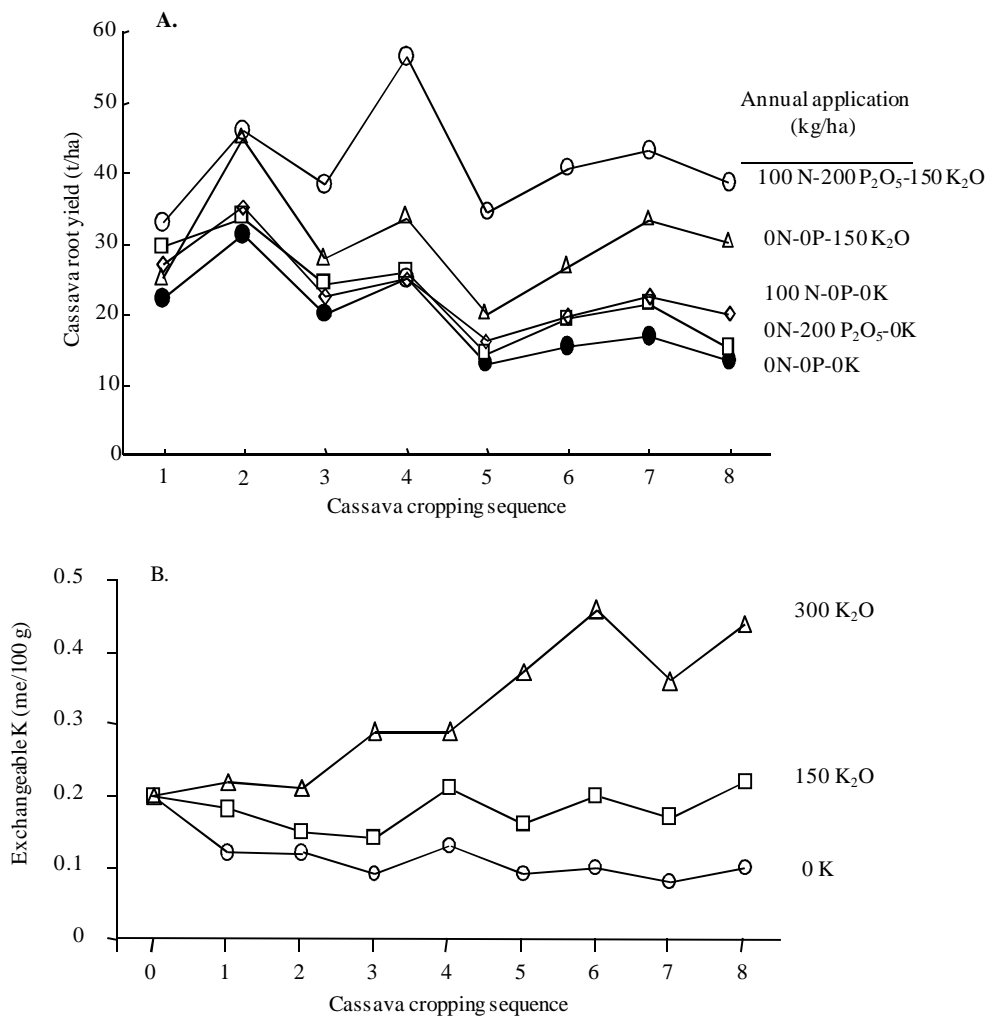 A.
60
50
40
30
20
10
0
Cassava root yield (t/ha)
1 2 3 4 5 6 7 8
Cassava cropping sequence
Annual application
(kg/ha)
100 N-200 P₂O₅-150 K₂O
0N-0P-150 K₂O
100 N-0P-0K
0N-200 P₂O₅-0K
0N-0P-0K
B.
0.5
0.4
0.3
0.2
0.1
0
Exchangeable K (me/100 g)
0 1 2 3 4 5 6 7 8
Cassava cropping sequence
300 K₂O
150 K₂O
0 K